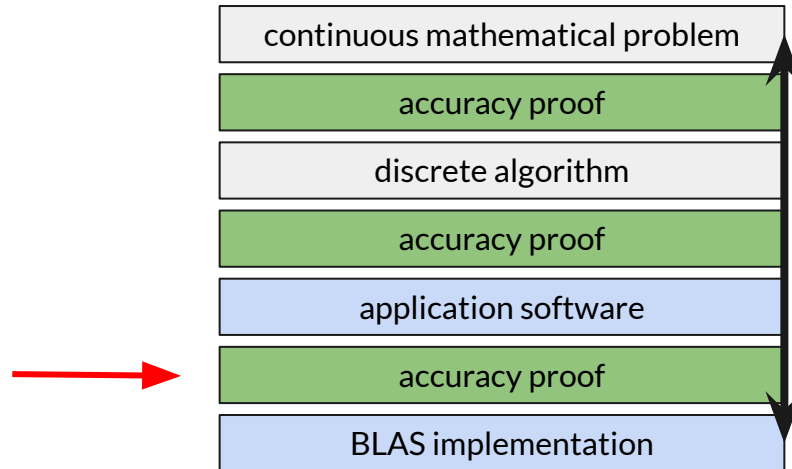 continuous mathematical problem
accuracy proof
discrete algorithm
accuracy proof
application software
accuracy proof
BLAS implementation